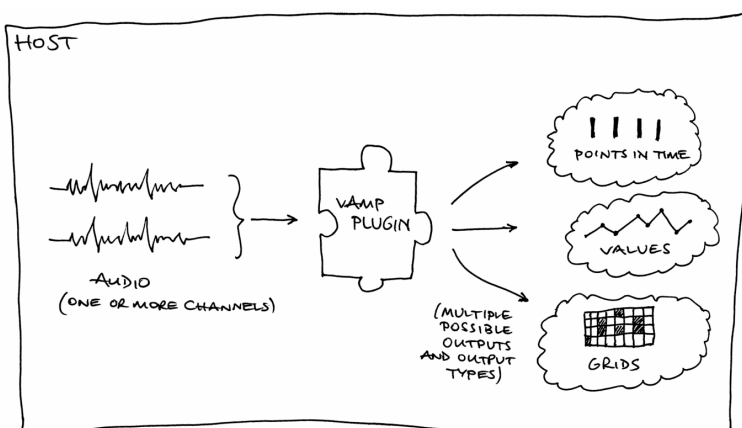 HOST
AUDIO
(ONE OR MORE CHANNELS)
VAMP
PLUGIN
(MULTIPLE
POSSIBLE
OUTPUTS
AND OUTPUT
TYPES)
POINTS IN TIME
VALUES
GRIDS